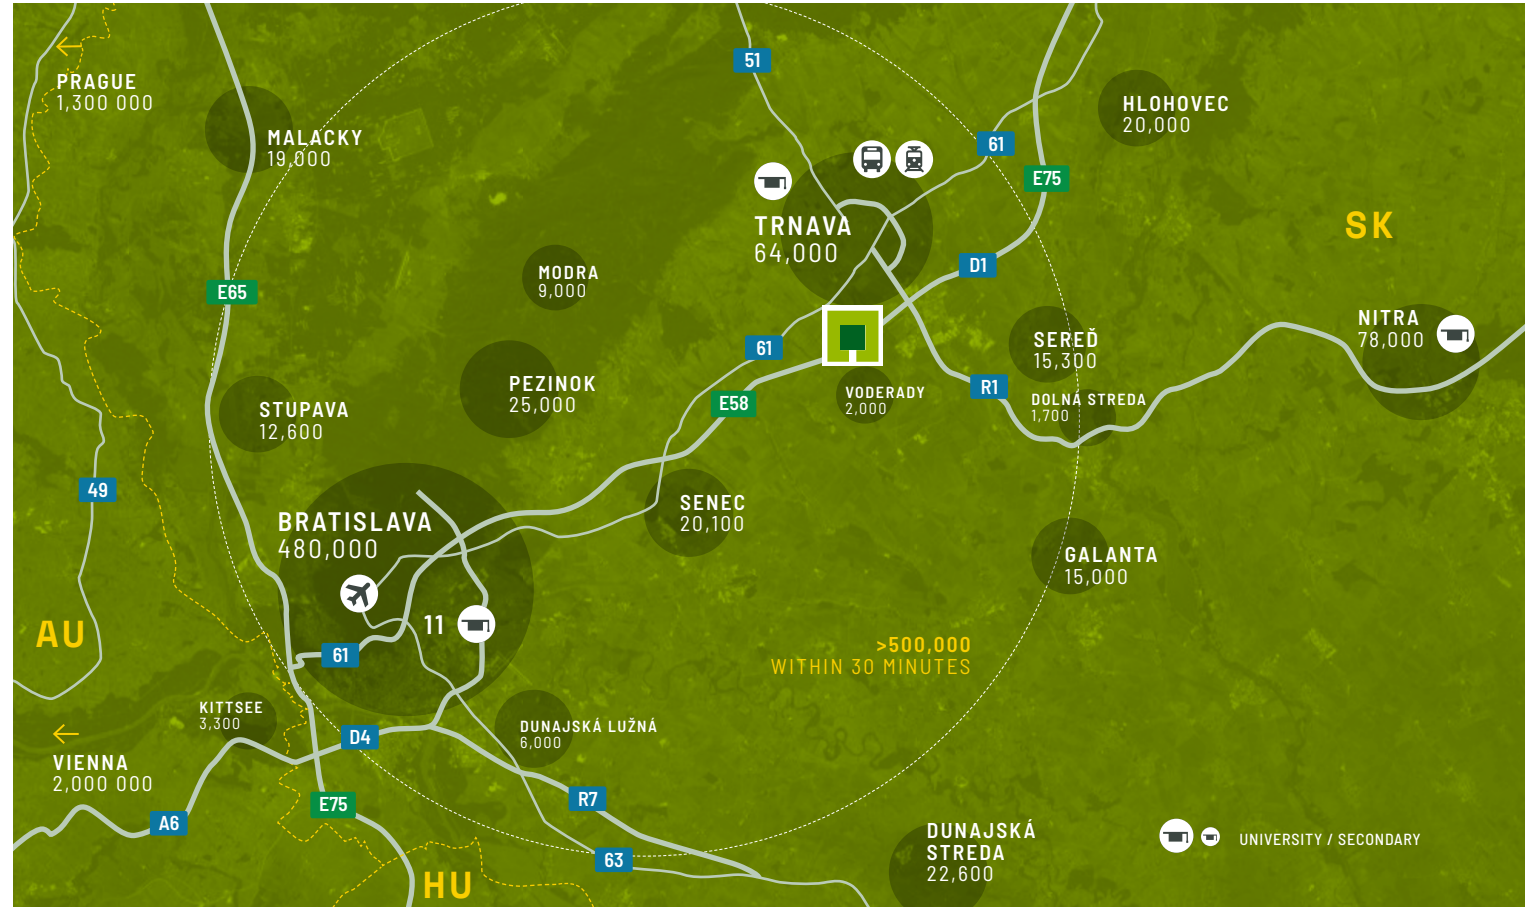 51
PRAGUE
1,300 000
HLOHOVEC
20,000
MALACKY
19,000
61
E75
SK
TRNAVA
64,000
D1
MODRA
9,000
E65
NITRA
78,000
SEREĎ
15,300
61
PEZINOK
25,000
R1
VODERADY
2,000
DOLNÁ STREDA
1,700
E58
STUPAVA
12,600
49
SENEC
20,100
BRATISLAVA
480,000
GALANTA
15,000
11
AU
61
>500,000
WITHIN 30 MINUTES
KITTSEE
3,300
DUNAJSKÁ LUŽNÁ
6,000
D4
VIENNA
2,000 000
R7
E75
A6
DUNAJSKÁ
STREDA
22,600
UNIVERSITY / SECONDARY
63
HU